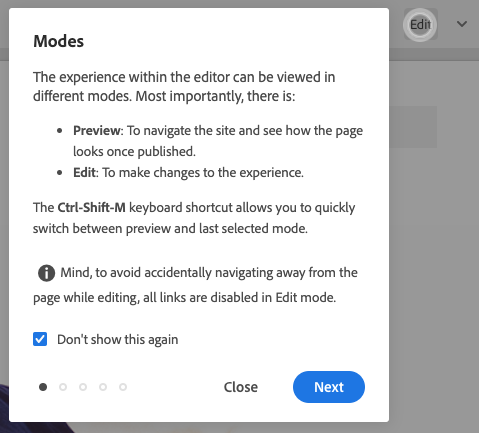 Edit
Modes
The experience within the editor can be viewed in
different modes. Most importantly, there is:
• Preview: To navigate the site and see how the page
looks once published.
• Edit: To make changes to the experience.
The Ctrl-Shift-M keyboard shortcut allows you to quickly
switch between preview and last selected mode.
Mind, to avoid accidentally navigating away from the
page while editing, all links are disabled in Edit mode.
Don't show this again
Close
Next